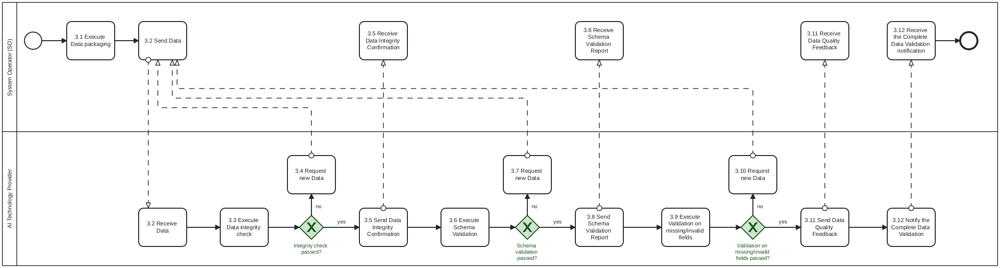 System Operator (SO)
3.1 Execute
Data packaging
3.2 Send Data
3.5 Receive
Data Integrity
Confirmation
3.8 Receive
Schema
Validation
Report
3.11 Receive
Data Quality
Feedback
3.12 Receive
the Complete
Data Validation
notification
AI Technology Provider
3.2 Receive
Data
3.3 Execute
Data integrity
check
3.4 Request
new Data
no
yes
Integrity check
passed?
3.5 Send Data
Integrity
Confirmation
3.6 Execute
Schema
Validation
3.7 Request
new Data
no
yes
Schema
validation
passed?
3.8 Send
Schema
Validation
Report
3.9 Execute
Validation on
missing/invalid
fields
3.10 Request
new Data
no
yes
Validation on
missing/invalid
fields passed?
3.11 Send Data
Quality
Feedback
3.12 Notify the
Complete Data
Validation